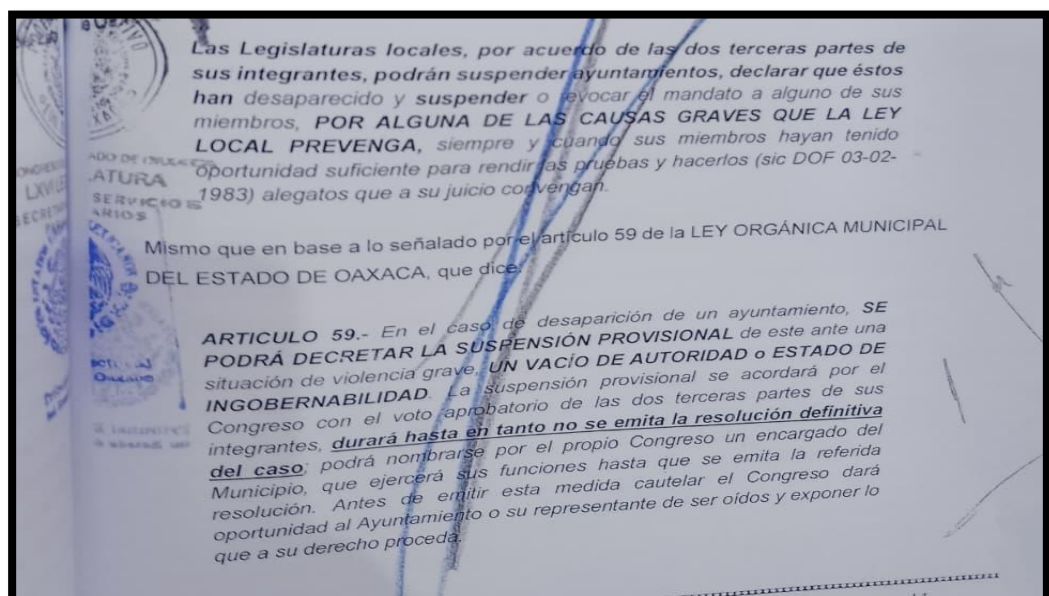 Las Legislaturas locales, por acuerdo de las dos terceras partes de
sus integrantes, podrán suspender ayuntamientos, declarar que éstos
han desaparecido y suspender o revocar el mandato a alguno de sus
miembros, POR ALGUNA DE LAS CAUSAS GRAVES QUE LA LEY
LOCAL PREVENGA, siempre y cuando sus miembros hayan tenido
oportunidad suficiente para rendir las pruebas y hacerlos (sic DOF 03-02-
1983) alegatos que a su juicio convengan.
LXVI LE
ATURA
SERVICIOS
ARIOS
Mismo que en base a lo señalado por el artículo 59 de la LEY ORGÁNICA MUNICIPAL
DEL ESTADO DE OAXACA, que dice:
ARTICULO 59.- En el caso de desaparición de un ayuntamiento, SE
PODRÁ DECRETAR LA SUSPENSIÓN PROVISIONAL de este ante una
situación de violencia grave, UN VACÍO DE AUTORIDAD o ESTADO DE
INGOBERNABILIDAD. La suspensión provisional se acordará por el
Congreso con el voto aprobatorio de las dos terceras partes de sus
integrantes, durará hasta en tanto no se emita la resolución definitiva
del caso; podrá nombrarse por el propio Congreso un encargado del
Municipio, que ejercerá sus funciones hasta que se emita la referida
resolución. Antes de emitir esta medida cautelar el Congreso dará
oportunidad al Ayuntamiento o su representante de ser oídos y exponer lo
que a su derecho proceda.